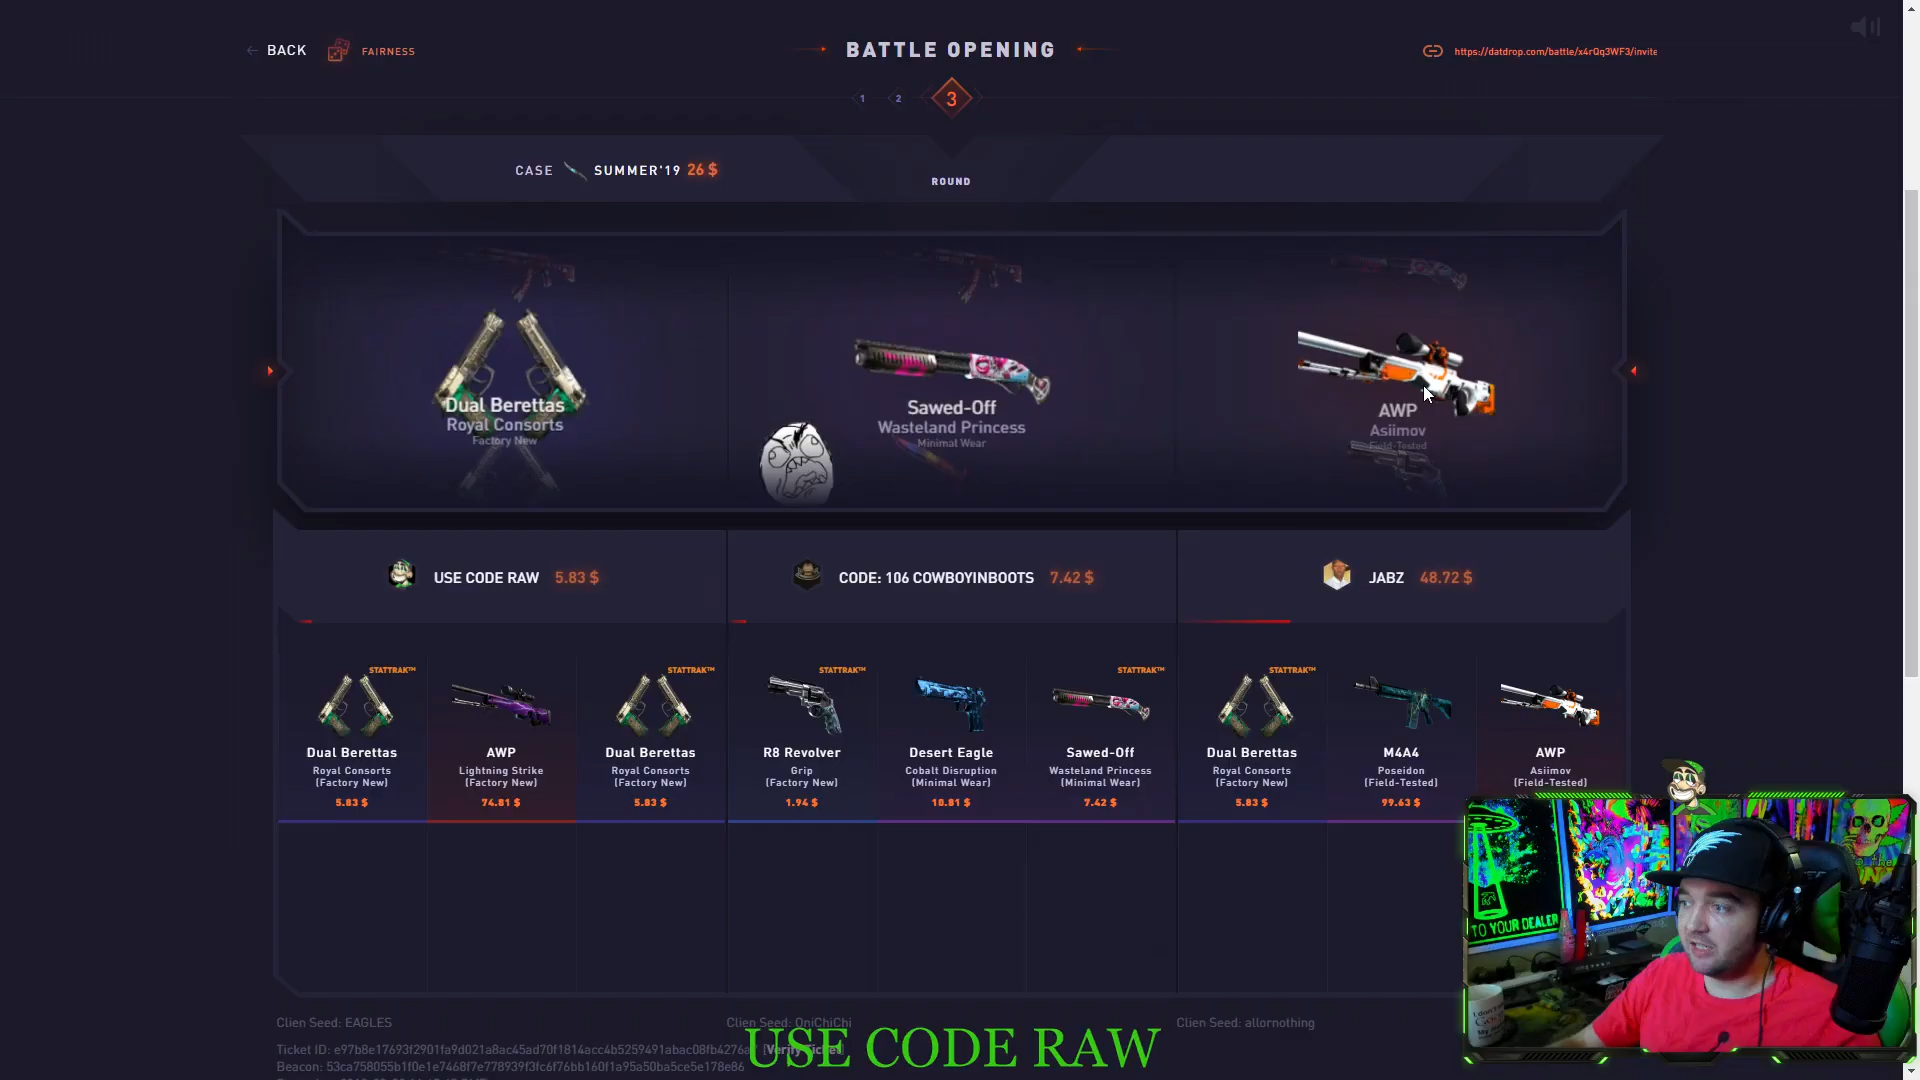 BACK
FAIRNESS
BATTLE OPENING
https://datdrop.com/battle/x4rQq3WF3/invite
1 2 3
CASE SUMMER'19 26 $
ROUND
Dual Berettas
Royal Consorts
Factory New
Sawed-Off
Wasteland Princess
Minimal Wear
AWP
Asiimov
Field-Tested
USE CODE RAW 5.83 $
CODE: 106 COWBOYINBOOTS 7.42 $
JABZ 48.72 $
STATTRAK™
Dual Berettas
Royal Consorts
(Factory New)
5.83 $
AWP
Lightning Strike
(Factory New)
74.81 $
STATTRAK™
Dual Berettas
Royal Consorts
(Factory New)
5.83 $
STATTRAK™
R8 Revolver
Grip
(Factory New)
1.94 $
Desert Eagle
Cobalt Disruption
(Minimal Wear)
10.81 $
STATTRAK™
Sawed-Off
Wasteland Princess
(Minimal Wear)
7.42 $
STATTRAK™
Dual Berettas
Royal Consorts
(Factory New)
5.83 $
M4A4
Poseidon
(Field-Tested)
99.63 $
AWP
Asiimov
(Field-Tested)
TO YOUR DEALER
Clien Seed: EAGLES
Clien Seed: OniChiChi
Clien Seed: allornothing
USE CODE RAW
Ticket ID:
Beacon: